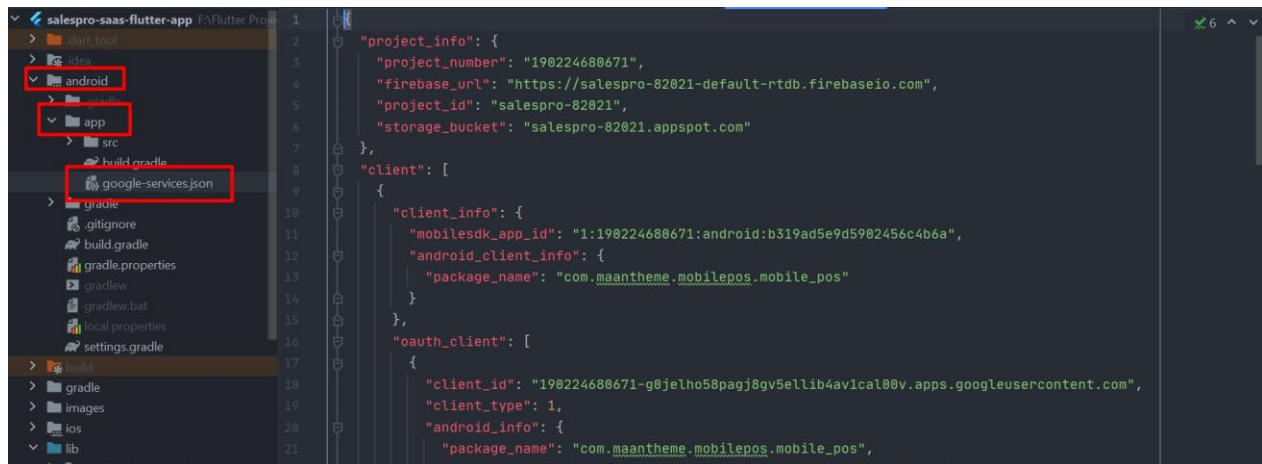 salespro-saas-flutter-app F:\Flutter Proje
.dart_tool
.idea
android
.gradle
app
src
build.gradle
google-services.json
gradle
.gitignore
build.gradle
gradle.properties
gradlew
gradlew.bat
local.properties
settings.gradle
build
gradle
images
ios
lib
6
1 {
2 "project_info": {
3 "project_number": "190224680671",
4 "firebase_url": "https://salespro-82021-default-rtdb.firebaseio.com",
5 "project_id": "salespro-82021",
6 "storage_bucket": "salespro-82021.appspot.com"
7 },
8 "client": [
9 {
10 "client_info": {
11 "mobilesdk_app_id": "1:190224680671:android:b319ad5e9d5902456c4b6a",
12 "android_client_info": {
13 "package_name": "com.maantheme.mobilepos.mobile_pos"
14 }
15 },
16 "oauth_client": [
17 {
18 "client_id": "190224680671-g0jelho58pagj8gv5ellib4av1cal00v.apps.googleusercontent.com",
19 "client_type": 1,
20 "android_info": {
21 "package_name": "com.maantheme.mobilepos.mobile_pos",